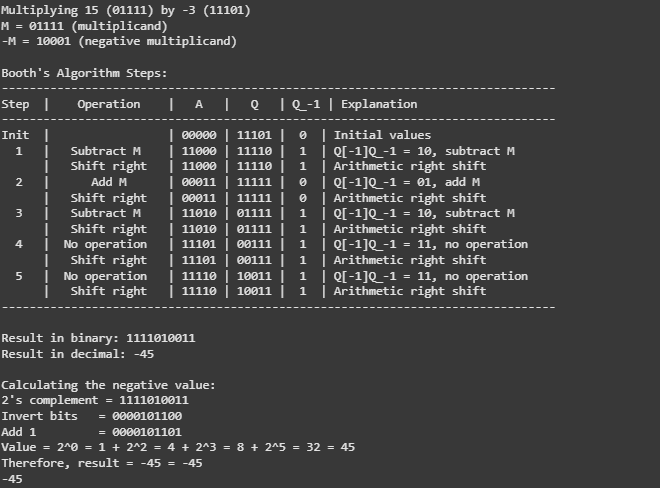 Multiplying 15 (01111) by -3 (11101)
M = 01111 (multiplicand)
-M = 10001 (negative multiplicand)
Booth's Algorithm Steps:
-------------------------------------------------------------------------------
Step  |    Operation    |   A   |   Q   | Q_-1 | Explanation
-------------------------------------------------------------------------------
Init  |                 | 00000 | 11101 |  0  | Initial values
  1   |   Subtract M    | 11000 | 11110 |  1  | Q[-1]Q_-1 = 10, subtract M
      |   Shift right   | 11000 | 11110 |  1  | Arithmetic right shift
  2   |      Add M      | 00011 | 11111 |  0  | Q[-1]Q_-1 = 01, add M
      |   Shift right   | 00011 | 11111 |  0  | Arithmetic right shift
  3   |   Subtract M    | 11010 | 01111 |  1  | Q[-1]Q_-1 = 10, subtract M
      |   Shift right   | 11010 | 01111 |  1  | Arithmetic right shift
  4   |  No operation   | 11101 | 00111 |  1  | Q[-1]Q_-1 = 11, no operation
      |   Shift right   | 11101 | 00111 |  1  | Arithmetic right shift
  5   |  No operation   | 11110 | 10011 |  1  | Q[-1]Q_-1 = 11, no operation
      |   Shift right   | 11110 | 10011 |  1  | Arithmetic right shift
-------------------------------------------------------------------------------
Result in binary: 1111010011
Result in decimal: -45
Calculating the negative value:
2's complement = 1111010011
Invert bits   = 0000101100
Add 1         = 0000101101
Value = 2^0 = 1 + 2^2 = 4 + 2^3 = 8 + 2^5 = 32 = 45
Therefore, result = -45 = -45
-45